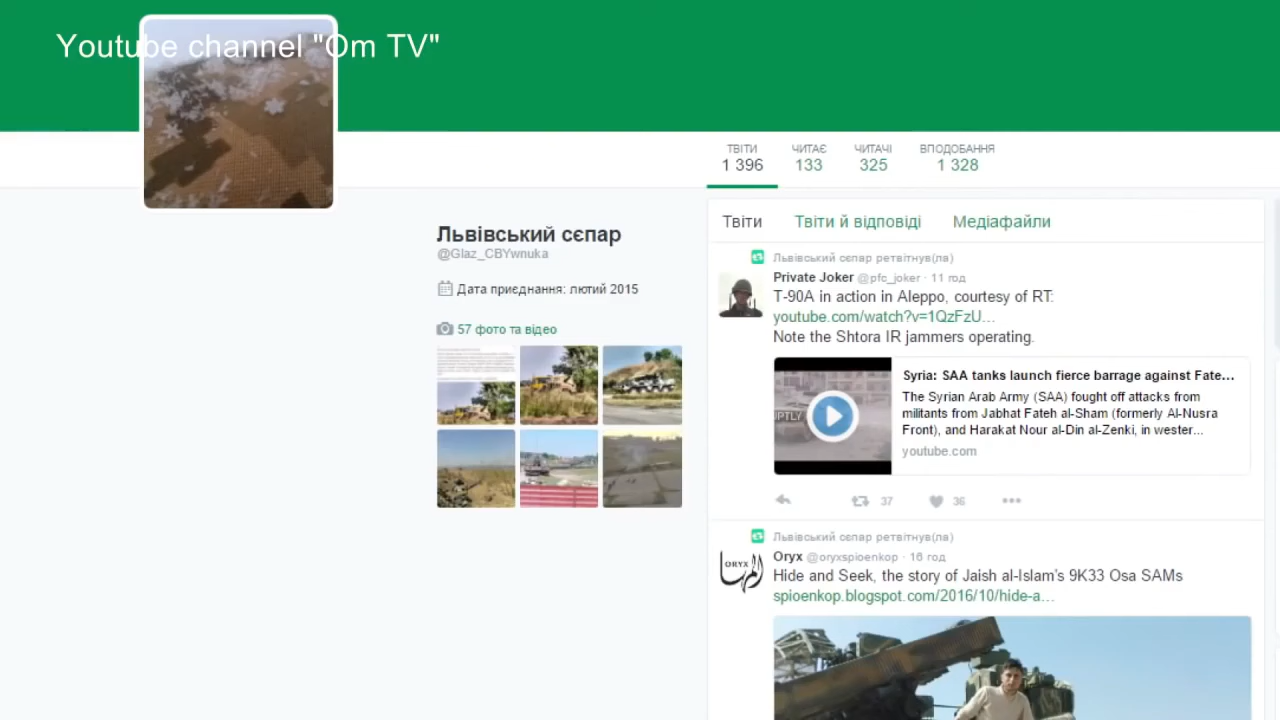 Youtube channel "Om TV"
ТВІТИ
1 396
ЧИТАЄ
133
ЧИТАЧІ
325
ВПОДОБАННЯ
1 328
Львівський сєпар
@Glaz_CBYwnuka
Дата приєднання: лютий 2015
57 фото та відео
Твіти
Твіти й відповіді
Медіафайли
Львівський сєпар ретвітнув(ла)
Private Joker @pfc_joker · 11 год
T-90A in action in Aleppo, courtesy of RT:
youtube.com/watch?v=1QzFzU…
Note the Shtora IR jammers operating.
Syria: SAA tanks launch fierce barrage against Fate...
The Syrian Arab Army (SAA) fought off attacks from
militants from Jabhat Fateh al-Sham (formerly Al-Nusra
Front), and Harakat Nour al-Din al-Zenki, in wester...
youtube.com
37
36
Львівський сєпар ретвітнув(ла)
ORYX
Oryx @oryxspioenkop · 16 год
Hide and Seek, the story of Jaish al-Islam's 9K33 Osa SAMs
spioenkop.blogspot.com/2016/10/hide-a…